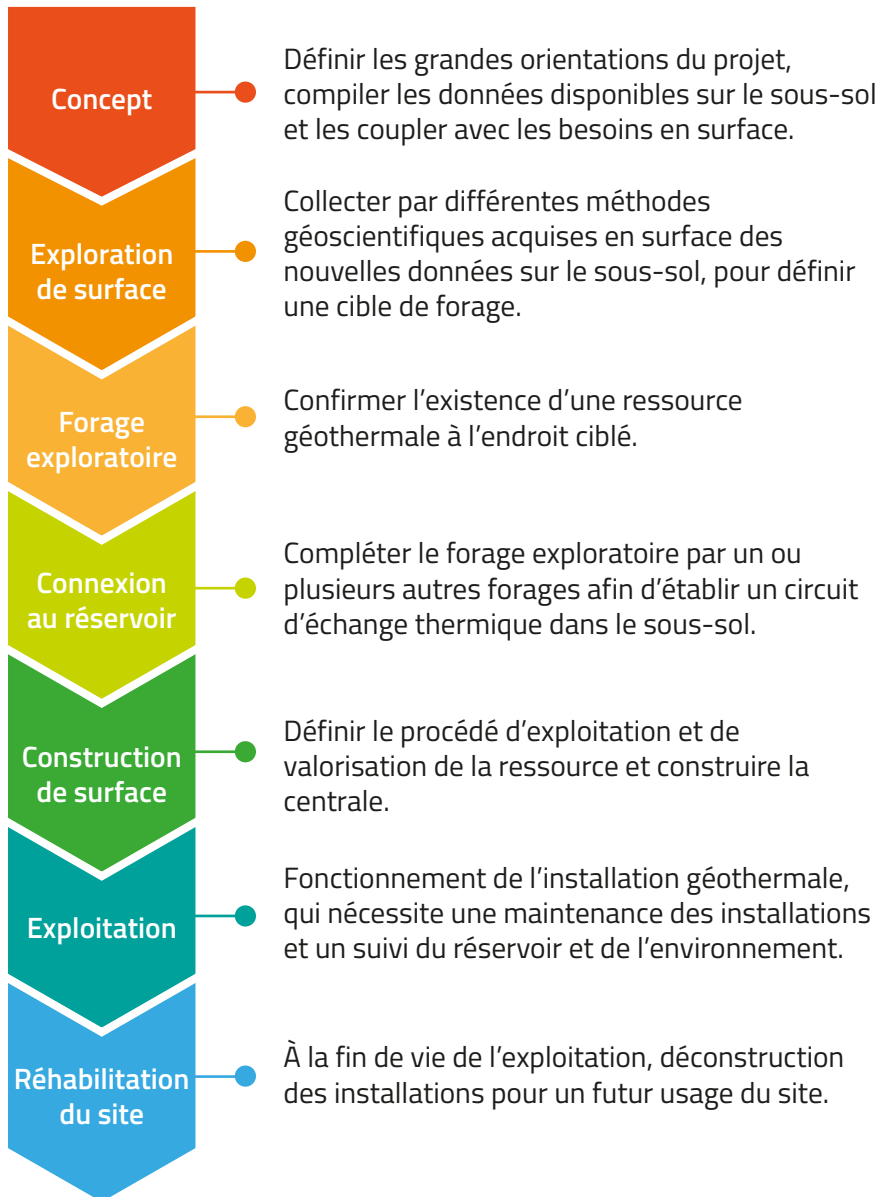 Concept
Définir les grandes orientations du projet,
compiler les données disponibles sur le sous-sol
et les coupler avec les besoins en surface.
Exploration
de surface
Collecter par différentes méthodes
géoscientifiques acquises en surface des
nouvelles données sur le sous-sol, pour définir
une cible de forage.
Forage
exploratoire
Confirmer l’existence d’une ressource
géothermale à l’endroit ciblé.
Connexion
au réservoir
Compléter le forage exploratoire par un ou
plusieurs autres forages afin d’établir un circuit
d’échange thermique dans le sous-sol.
Construction
de surface
Définir le procédé d’exploitation et de
valorisation de la ressource et construire la
centrale.
Exploitation
Fonctionnement de l’installation géothermale,
qui nécessite une maintenance des installations
et un suivi du réservoir et de l’environnement.
Réhabilitation
du site
À la fin de vie de l’exploitation, déconstruction
des installations pour un futur usage du site.